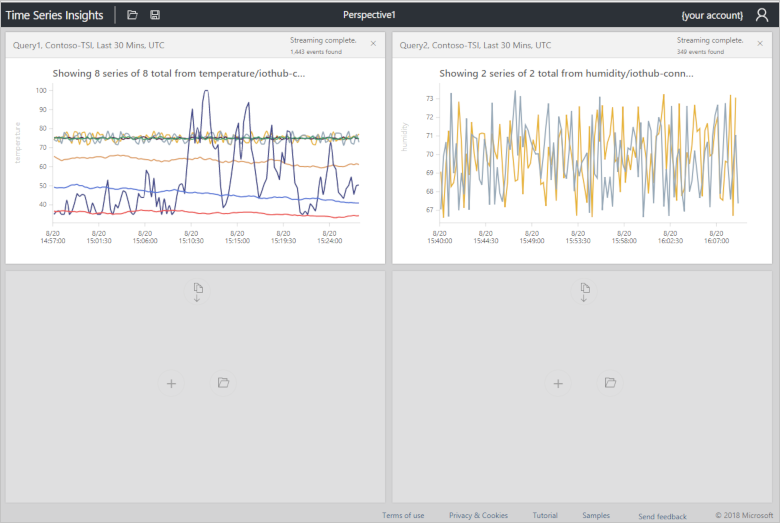 Time Series Insights
Perspective1
{your account}
Query1, Contoso-TSI, Last 30 Mins, UTC
Streaming complete.
1,443 events found
Showing 8 series of 8 total from temperature/iothub-c...
temperature
100
90
80
70
60
50
40
8/20 8/20 8/20 8/20 8/20 8/20 8/20
14:57:00 15:01:30 15:06:00 15:10:30 15:15:00 15:19:30 15:24:00
Query2, Contoso-TSI, Last 30 Mins, UTC
Streaming complete.
349 events found
Showing 2 series of 2 total from humidity/iothub-conn...
humidity
73
72
71
70
69
68
67
8/20 8/20 8/20 8/20 8/20 8/20 8/20
15:40:00 15:44:30 15:49:00 15:53:30 15:58:00 16:02:30 16:07:00
Terms of use Privacy & Cookies Tutorial Samples Send feedback © 2018 Microsoft